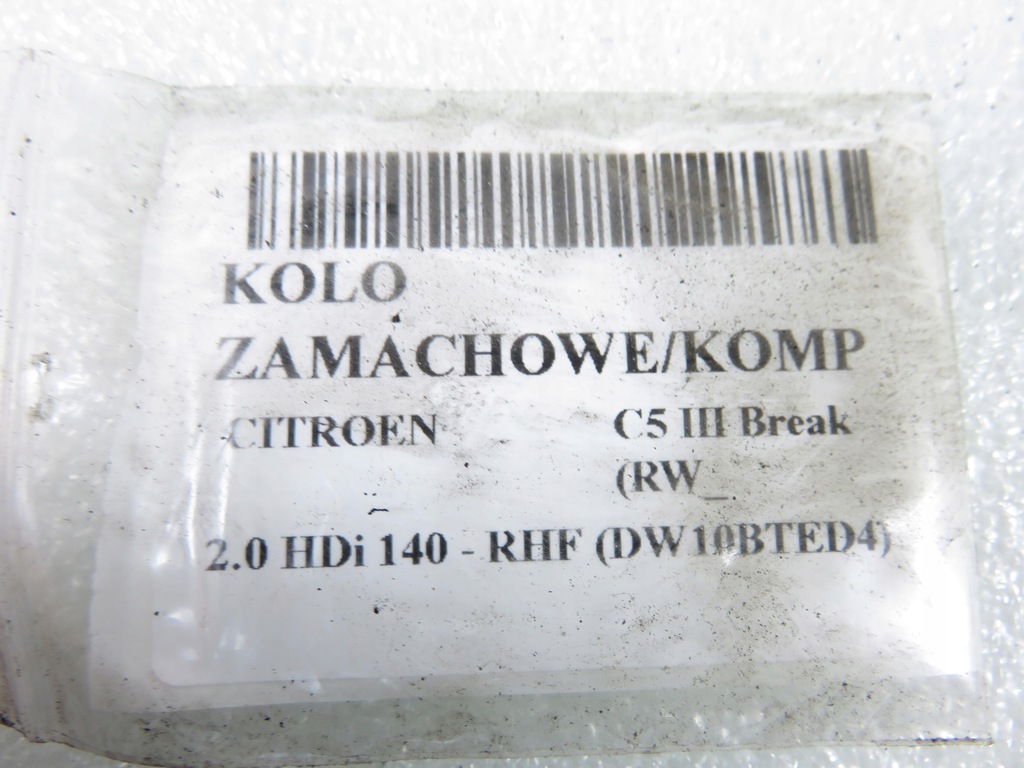 KOLO
ZAMACHOWE/KOMP
CITROEN C5 III Break
(RW_
2.0 HDi 140 - RHF (DW10BTED4)